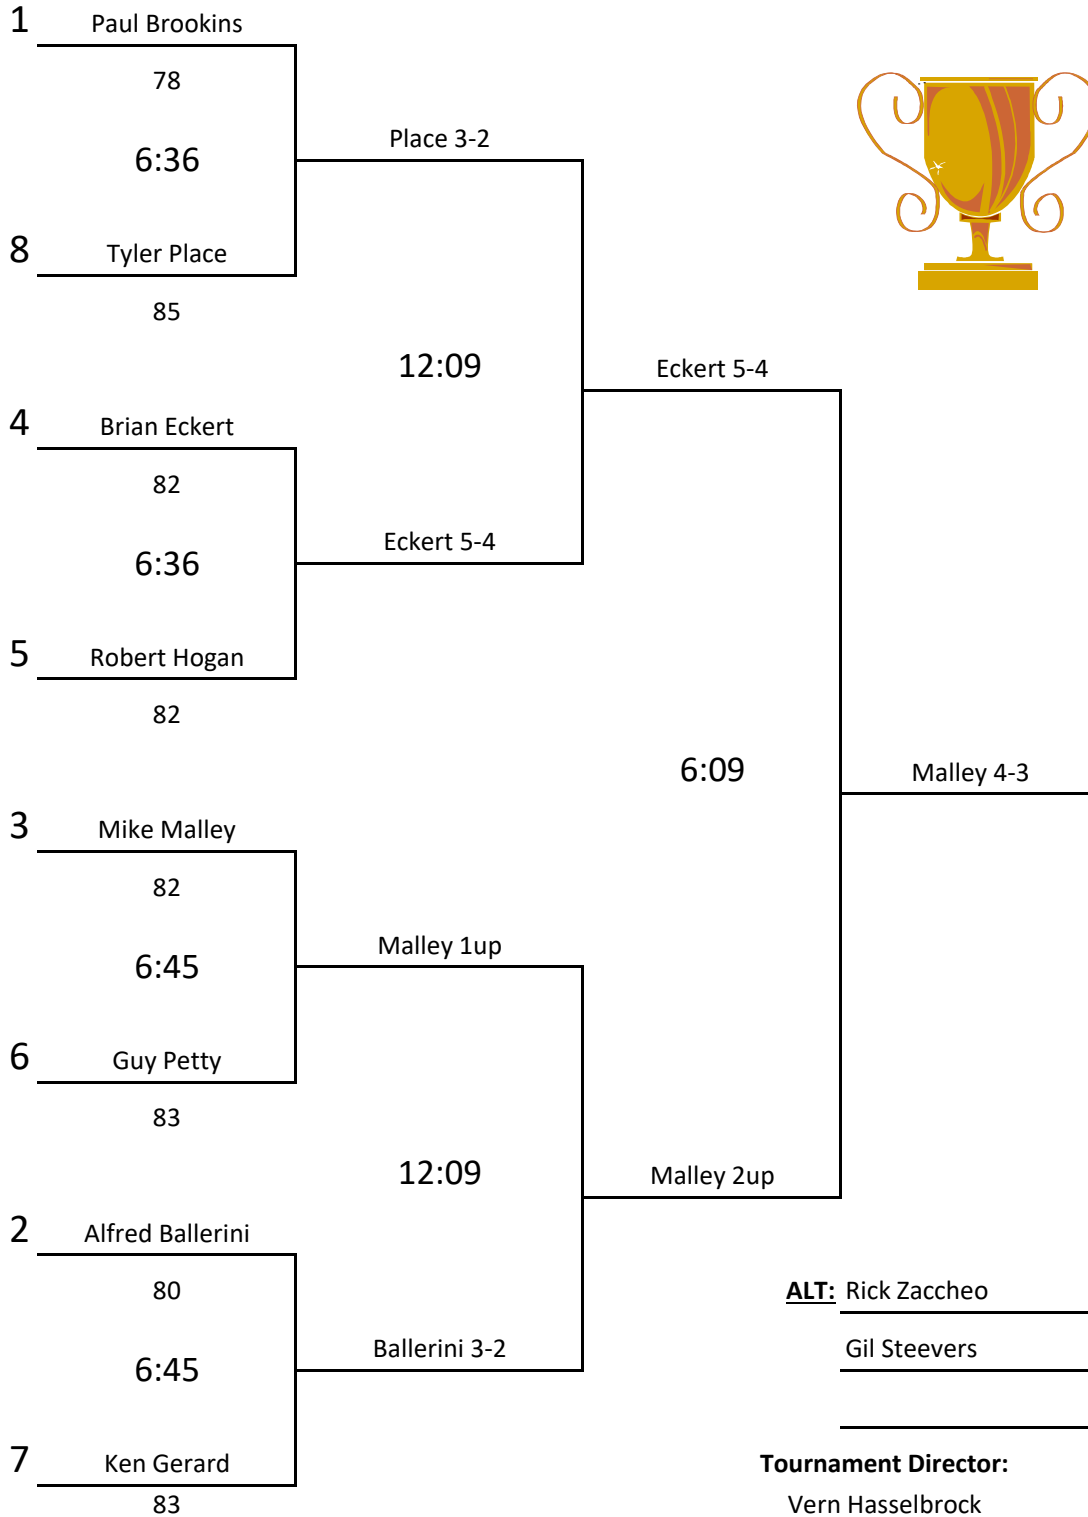 1 Paul Brookins
78
6:36
Place 3-2
8 Tyler Place
85
12:09
Eckert 5-4
4 Brian Eckert
82
6:36
Eckert 5-4
5 Robert Hogan
82
6:09
Malley 4-3
3 Mike Malley
82
6:45
Malley 1up
6 Guy Petty
83
12:09
Malley 2up
2 Alfred Ballerini
80
6:45
Ballerini 3-2
7 Ken Gerard
83
ALT: Rick Zaccheo
Gil Steevers
Tournament Director:
Vern Hasselbrock